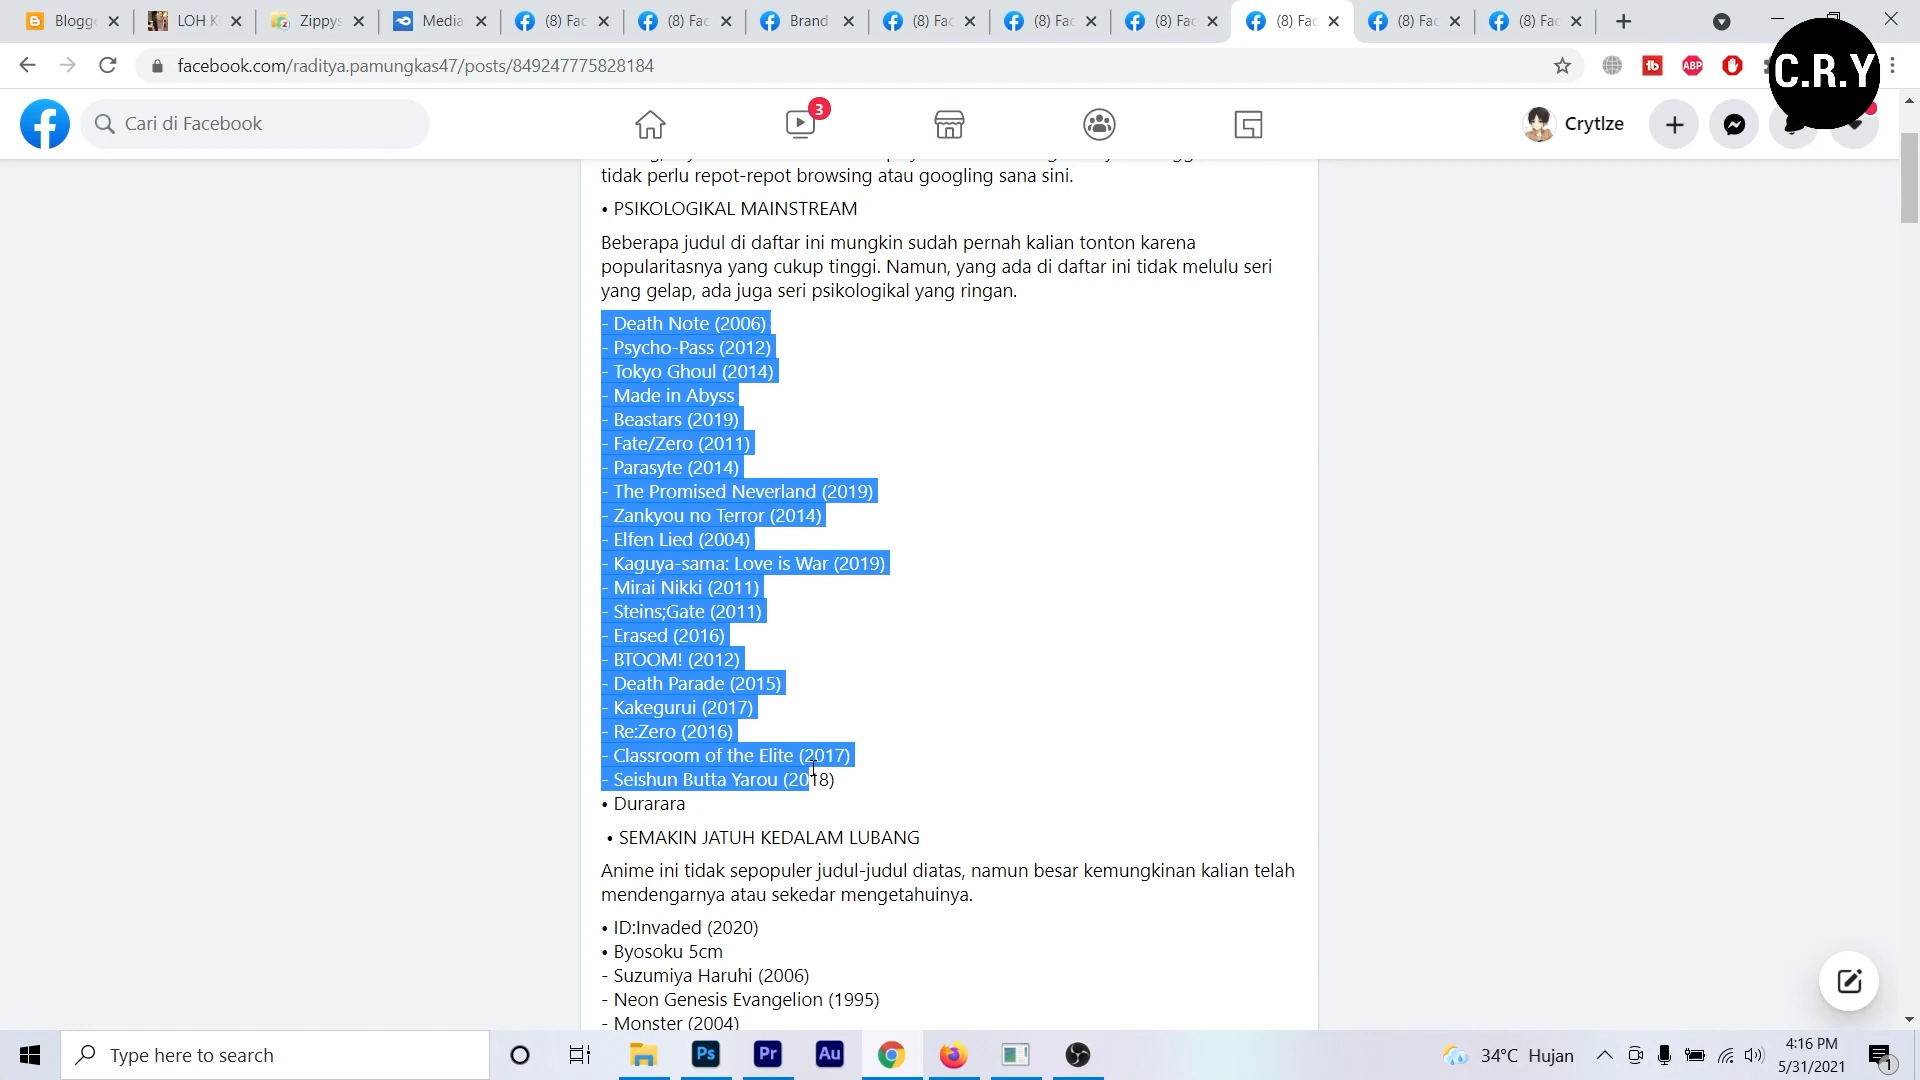 Blogge
LOH K
Zippys
Media
(8) Fac
(8) Fac
Brand
(8) Fac
(8) Fac
(8) Fac
(8) Fac
(8) Fac
(8) Fac
facebook.com/raditya.pamungkas47/posts/849247775828184
ABP
C.R.Y
Cari di Facebook
3
Crytlze
tidak perlu repot-repot browsing atau googling sana sini.
• PSIKOLOGIKAL MAINSTREAM
Beberapa judul di daftar ini mungkin sudah pernah kalian tonton karena
popularitasnya yang cukup tinggi. Namun, yang ada di daftar ini tidak melulu seri
yang gelap, ada juga seri psikologikal yang ringan.
- Death Note (2006)
- Psycho-Pass (2012)
- Tokyo Ghoul (2014)
- Made in Abyss
- Beastars (2019)
- Fate/Zero (2011)
- Parasyte (2014)
- The Promised Neverland (2019)
- Zankyou no Terror (2014)
- Elfen Lied (2004)
- Kaguya-sama: Love is War (2019)
- Mirai Nikki (2011)
- Steins;Gate (2011)
- Erased (2016)
- BTOOM! (2012)
- Death Parade (2015)
- Kakegurui (2017)
- Re:Zero (2016)
- Classroom of the Elite (2017)
- Seishun Butta Yarou (2018)
• Durarara
• SEMAKIN JATUH KEDALAM LUBANG
Anime ini tidak sepopuler judul-judul diatas, namun besar kemungkinan kalian telah
mendengarnya atau sekedar mengetahuinya.
• ID:Invaded (2020)
• Byosoku 5cm
- Suzumiya Haruhi (2006)
- Neon Genesis Evangelion (1995)
- Monster (2004)
Type here to search
Ps
Pr
Au
34°C Hujan
4:16 PM
5/31/2021
1